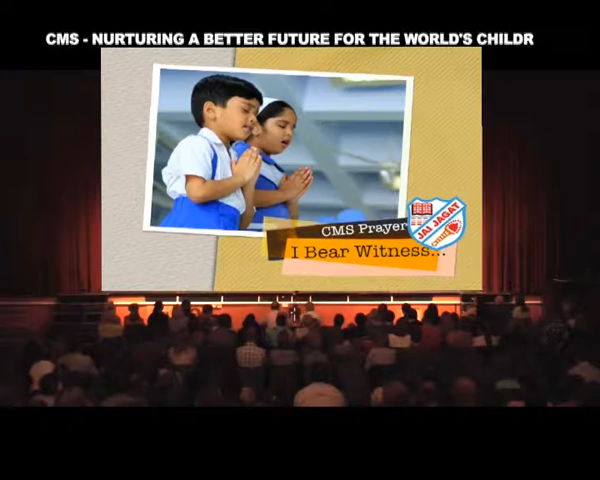 CMS - NURTURING A BETTER FUTURE FOR THE WORLD'S CHILDR
CMS Prayer
JAI JAGAT
I Bear Witness...